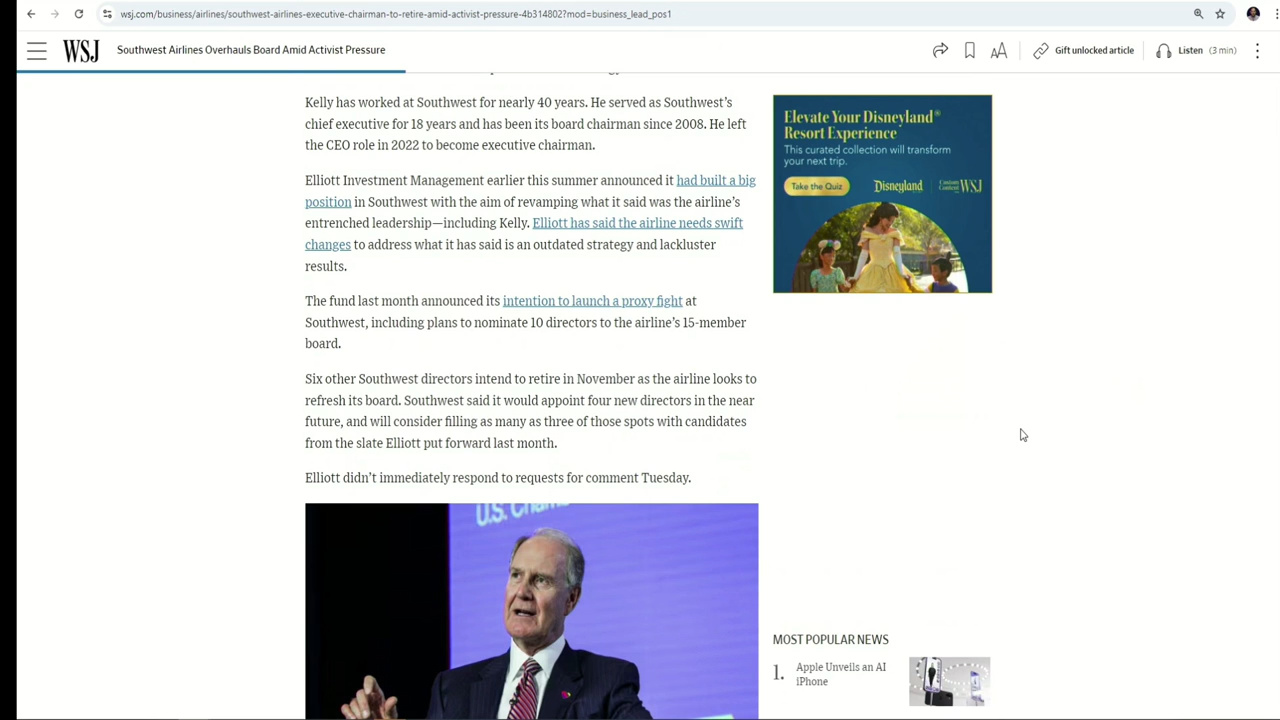 wsj.com/business/airlines/southwest-airlines-executive-chairman-to-retire-amid-activist-pressure-4b314802?mod=business_lead_pos1
WSJ
Southwest Airlines Overhauls Board Amid Activist Pressure
Gift unlocked article
Listen (3 min)
Kelly has worked at Southwest for nearly 40 years. He served as Southwest’s
chief executive for 18 years and has been its board chairman since 2008. He left
the CEO role in 2022 to become executive chairman.
Elliott Investment Management earlier this summer announced it had built a big
position in Southwest with the aim of revamping what it said was the airline’s
entrenched leadership—including Kelly. Elliott has said the airline needs swift
changes to address what it has said is an outdated strategy and lackluster
results.
The fund last month announced its intention to launch a proxy fight at
Southwest, including plans to nominate 10 directors to the airline’s 15-member
board.
Six other Southwest directors intend to retire in November as the airline looks to
refresh its board. Southwest said it would appoint four new directors in the near
future, and will consider filling as many as three of those spots with candidates
from the slate Elliott put forward last month.
Elliott didn’t immediately respond to requests for comment Tuesday.
U.S. Cham
Elevate Your Disneyland®
Resort Experience
This curated collection will transform
your next trip.
Take the Quiz
Disneyland
WSJ
MOST POPULAR NEWS
1.
Apple Unveils an AI
iPhone